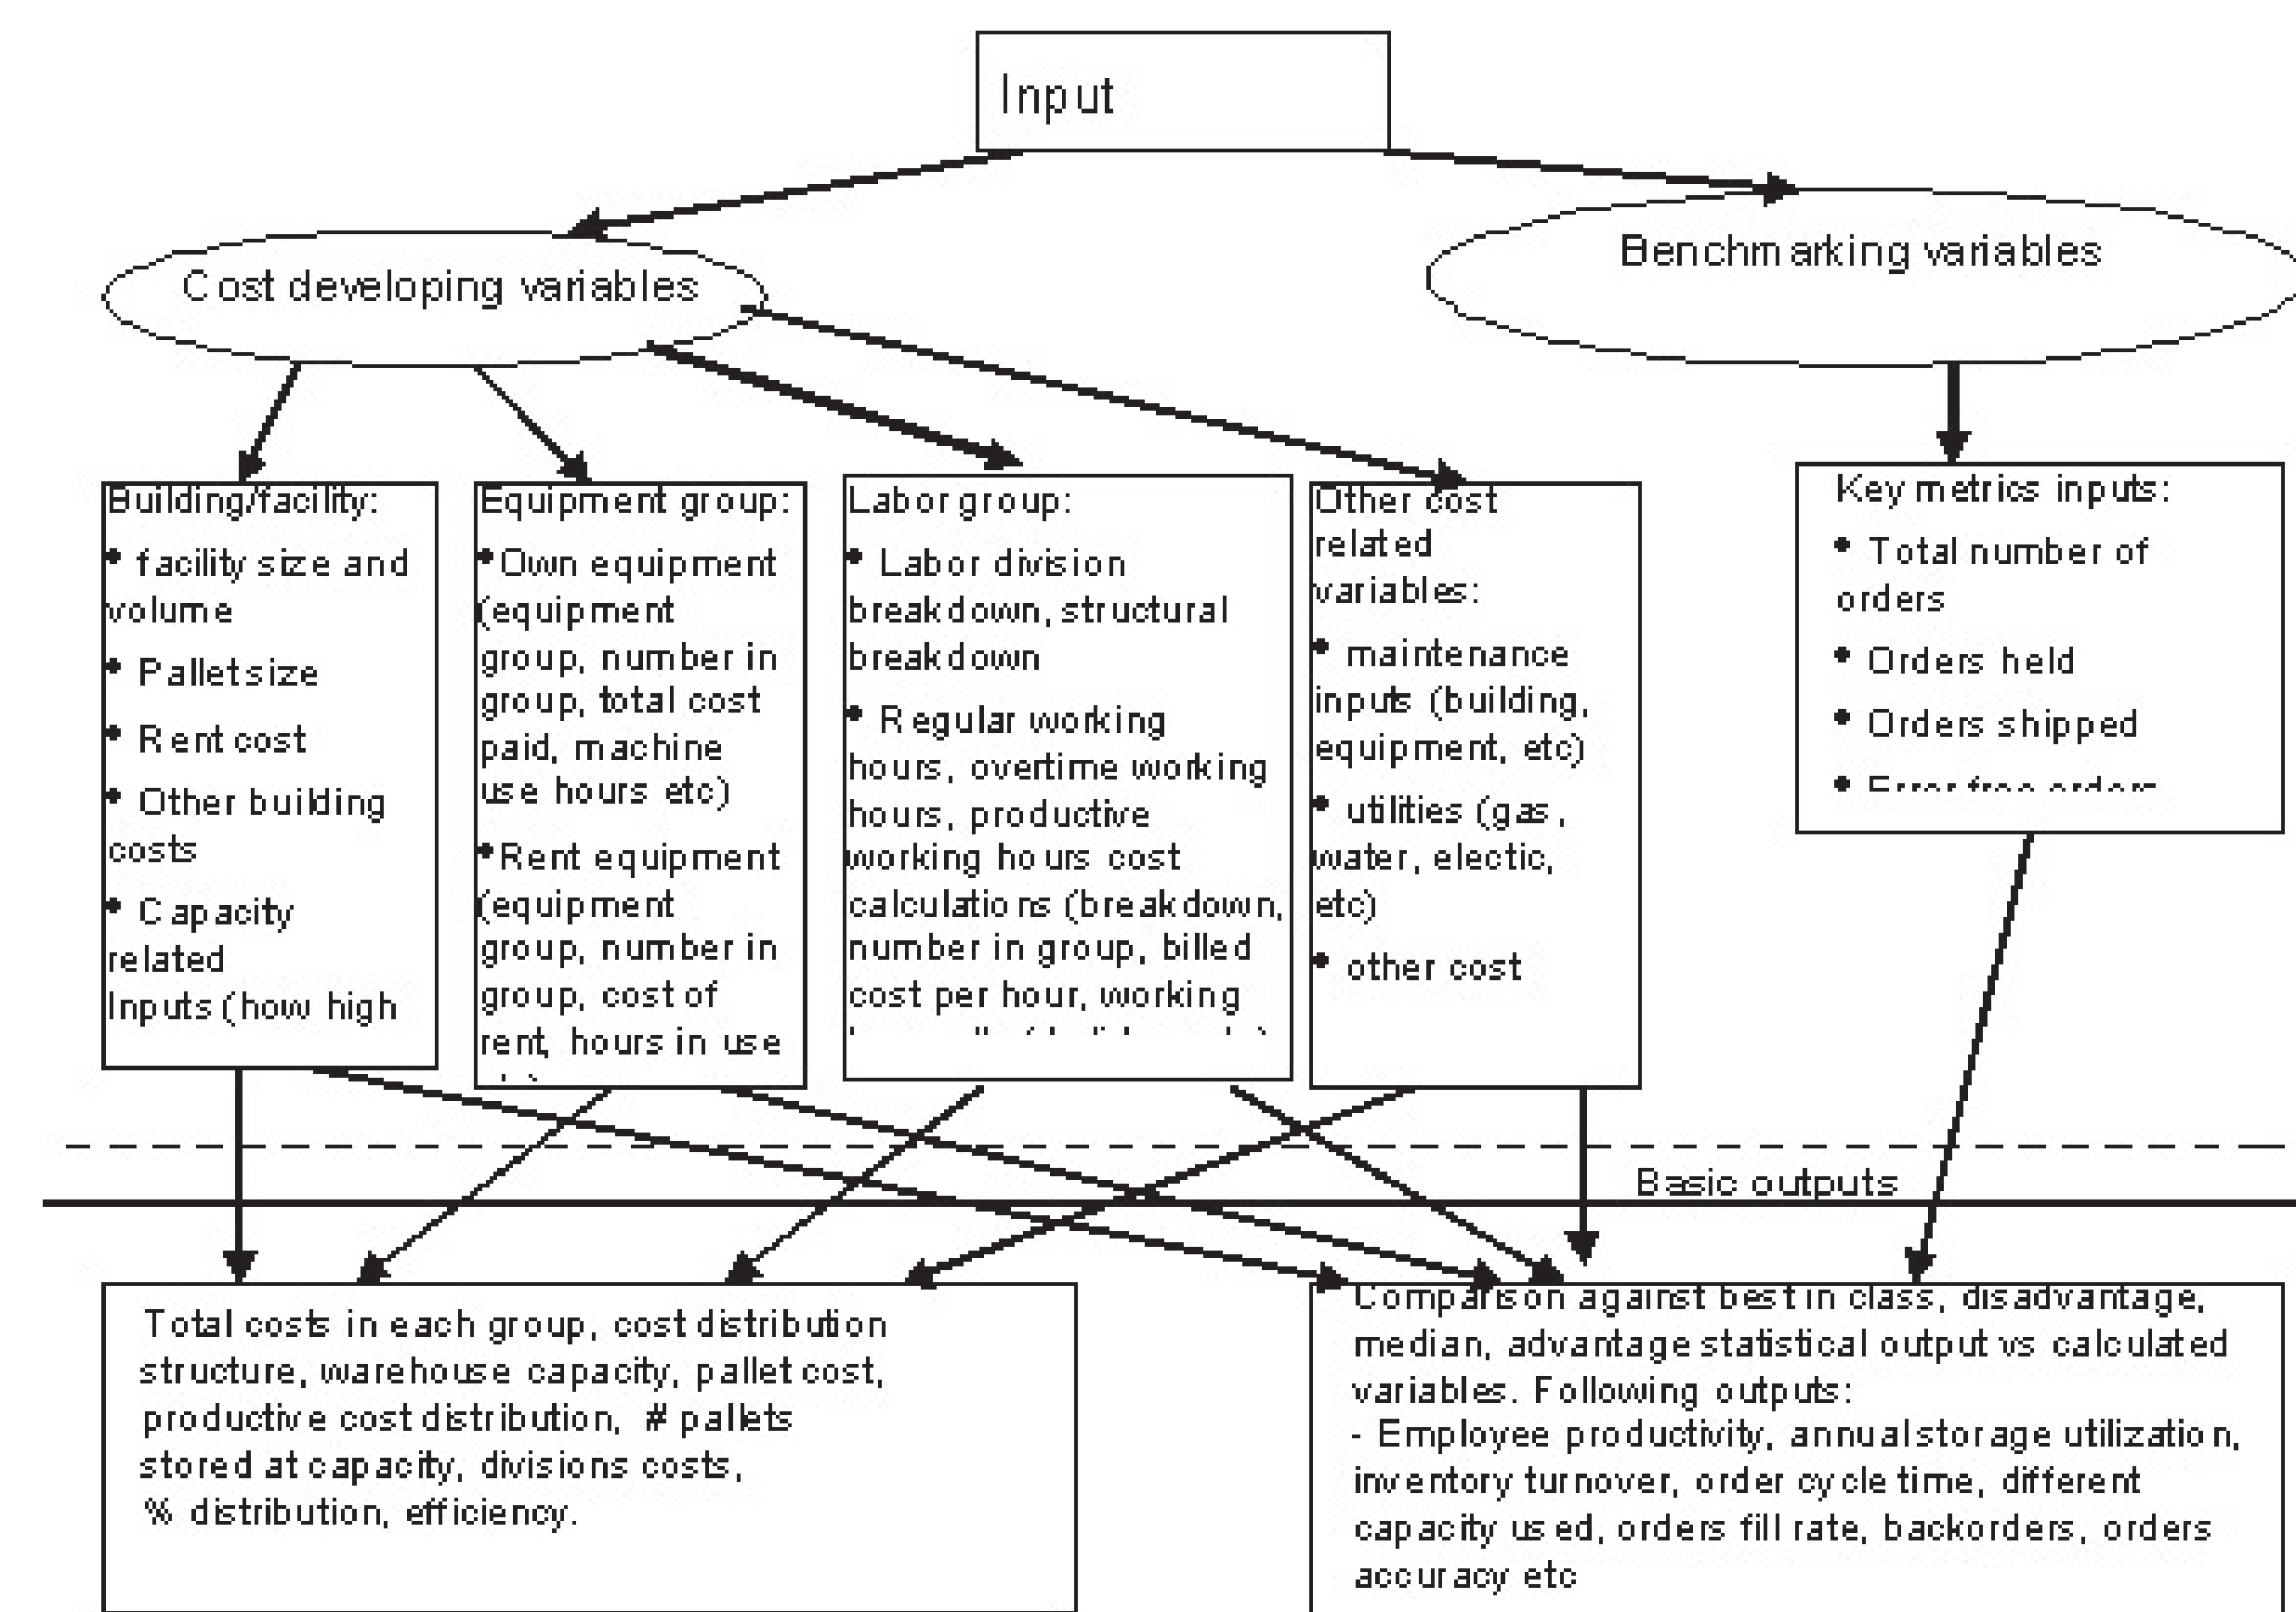 Input
Cost developing variables
Benchmarking variables
Building/facility:
• facility size and
volume
• Pallet size
• Rent cost
• Other building
costs
• Capacity
related
Inputs (how high
Equipment group:
• Own equipment
(equipment
group, number in
group, total cost
paid, machine
use hours etc)
• Rent equipment
(equipment
group, number in
group, cost of
rent, hours in use
Labor group:
• Labor division
breakdown, structural
breakdown
• Regular working
hours, overtime working
hours, productive
working hours cost
calculations (breakdown,
number in group, billed
cost per hour, working
Other cost
related
variables:
• maintenance
inputs (building,
equipment, etc)
• utilities (gas,
water, electic,
etc)
• other cost
Key metrics inputs:
• Total number of
orders
• Orders held
• Orders shipped
• Error free orders
Basic outputs
Total costs in each group, cost distribution
structure, warehouse capacity, pallet cost,
productive cost distribution, # pallets
stored at capacity, divisions costs,
% distribution, efficiency.
Comparison against best in class, disadvantage,
median, advantage statistical output vs calculated
variables. Following outputs:
- Employee productivity, annual storage utilization,
inventory turnover, order cycle time, different
capacity used, orders fill rate, backorders, orders
accuracy etc